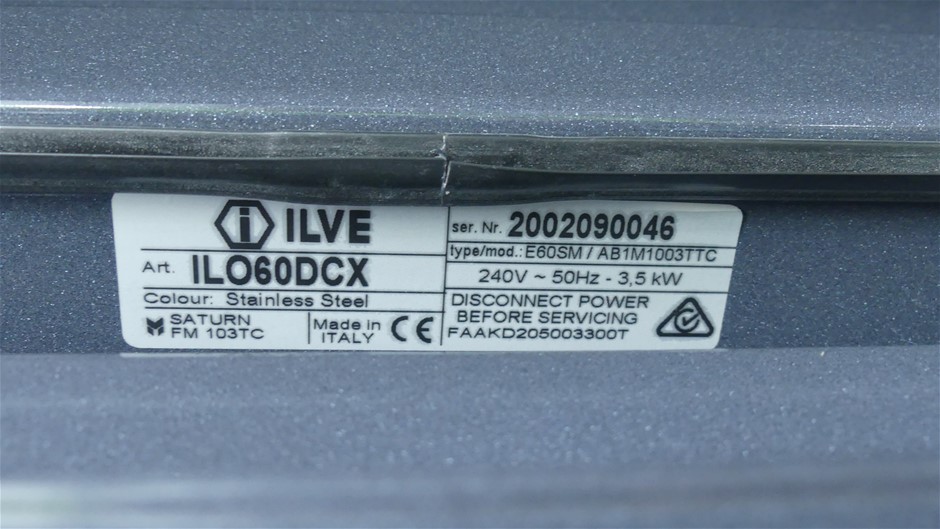 ILVE
Art. ILO60DCX
Colour: Stainless Steel
SATURN
FM 103TC
Made in
ITALY
CE
ser. Nr. 2002090046
type/mod.: E60SM / AB1M1003TTC
240V ~ 50Hz - 3,5 kW
DISCONNECT POWER
BEFORE SERVICING
FAAKD205003300T